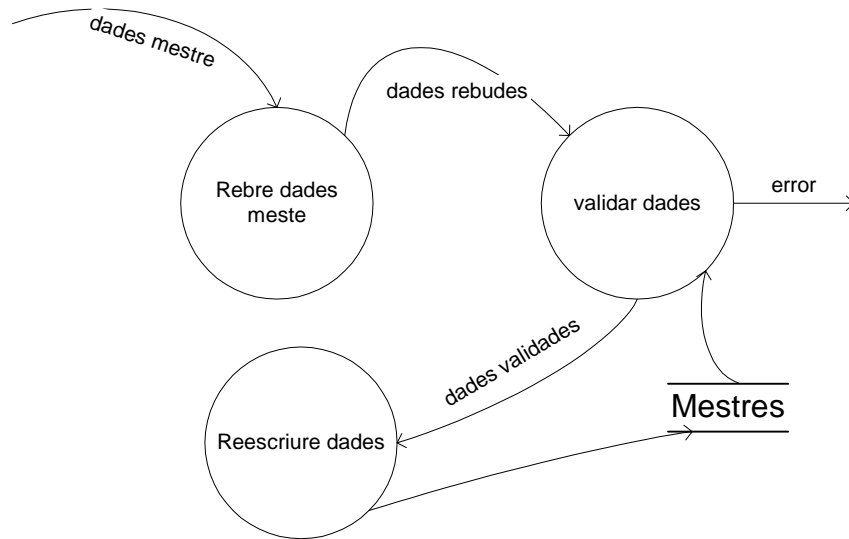 dades mestre
dades rebudes
Rebre dades
meste
validar dades
error
dades validades
Mestres
Reescriure dades